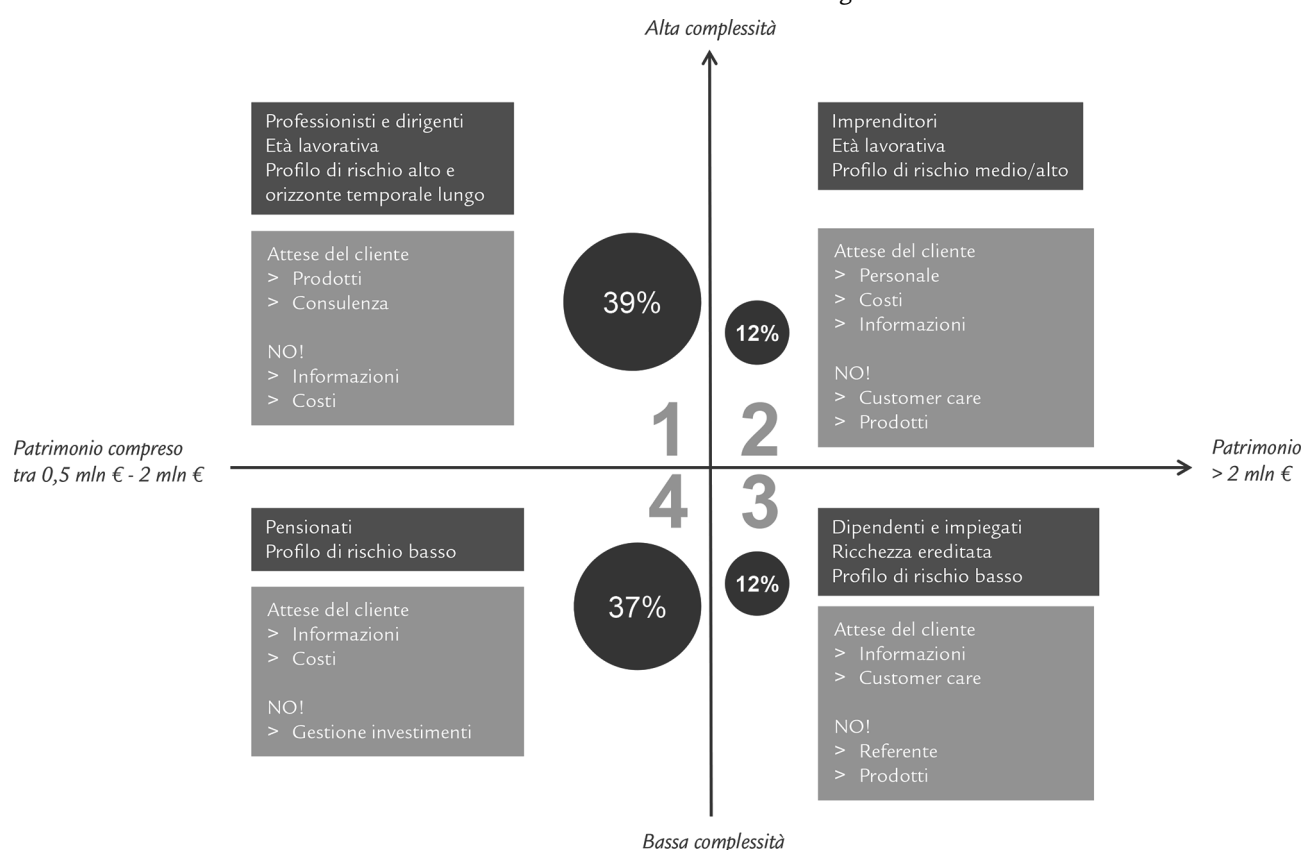 Alta complessità
Professionisti e dirigenti
Età lavorativa
Profilo di rischio alto e
orizzonte temporale lungo
Attese del cliente
> Prodotti
> Consulenza
NO!
> Informazioni
> Costi
39%
1
Imprenditori
Età lavorativa
Profilo di rischio medio/alto
Attese del cliente
> Personale
> Costi
> Informazioni
NO!
> Customer care
> Prodotti
12%
2
Patrimonio compreso
tra 0,5 mln € - 2 mln €
Patrimonio
> 2 mln €
4
Pensionati
Profilo di rischio basso
Attese del cliente
> Informazioni
> Costi
NO!
> Gestione investimenti
37%
3
12%
Dipendenti e impiegati
Ricchezza ereditata
Profilo di rischio basso
Attese del cliente
> Informazioni
> Customer care
NO!
> Referente
> Prodotti
Bassa complessità